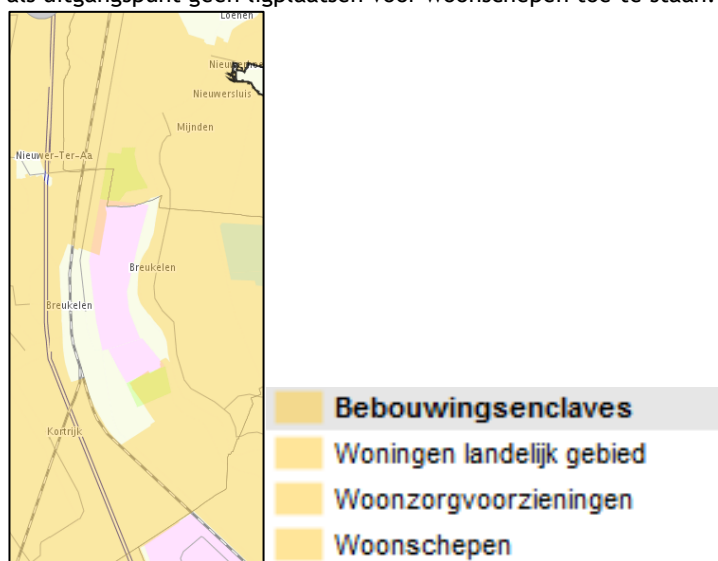 als uitgangspunt geen ligplaatsen voor woonschepen toe te staan.
Loenen
Nieuwersluis
Mijnden
Nieuwer-Ter-Aa
Breukelen
Breukelen
Kortrijk
Bebouwingsenclaves
Woningen landelijk gebied
Woonzorgvoorzieningen
Woonschepen